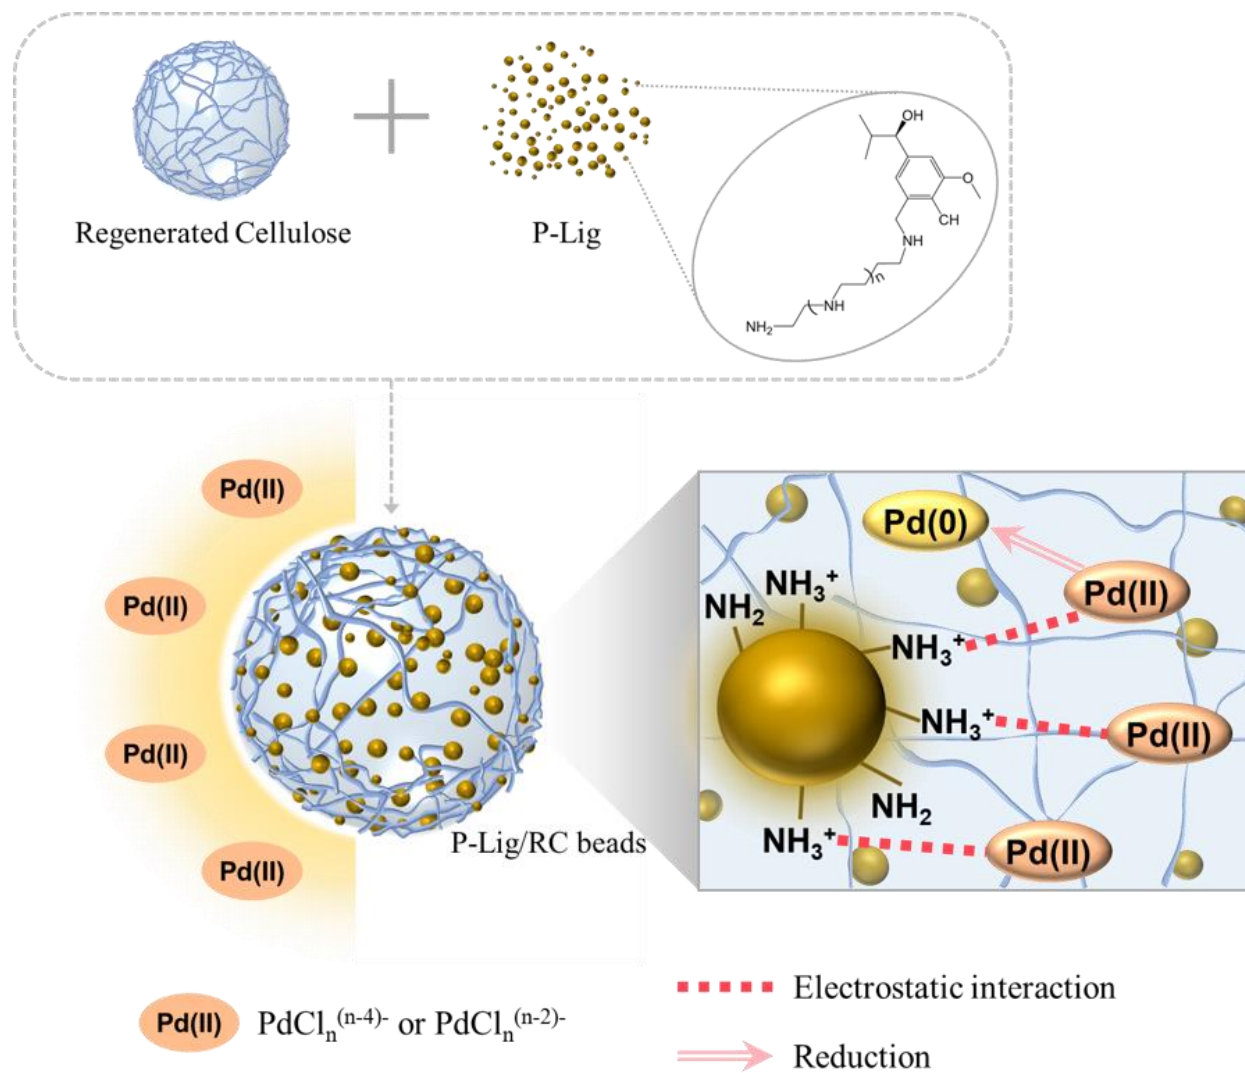 OH
O
CH
NH
n
NH
NH₂
Regenerated Cellulose
P-Lig
Pd(II)
Pd(II)
Pd(II)
Pd(II)
P-Lig/RC beads
Pd(0)
Pd(II)
NH₃⁺
NH₂
NH₃⁺
NH₃⁺
Pd(II)
NH₂
NH₃⁺
Pd(II)
Pd(II) PdClₙ⁽ⁿ⁻⁴⁾⁻ or PdClₙ⁽ⁿ⁻²⁾⁻
Electrostatic interaction
Reduction